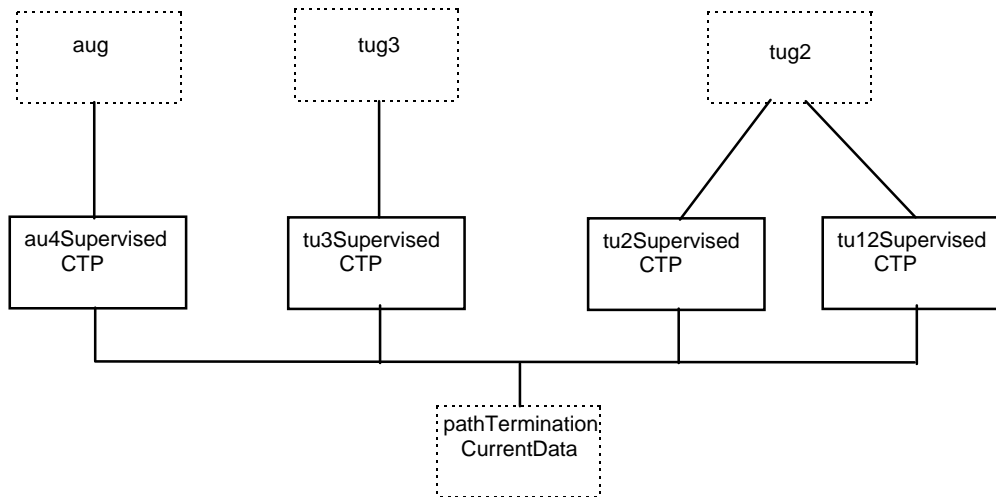 aug
tug3
tug2
au4Supervised
CTP
tu3Supervised
CTP
tu2Supervised
CTP
tu12Supervised
CTP
pathTermination
CurrentData